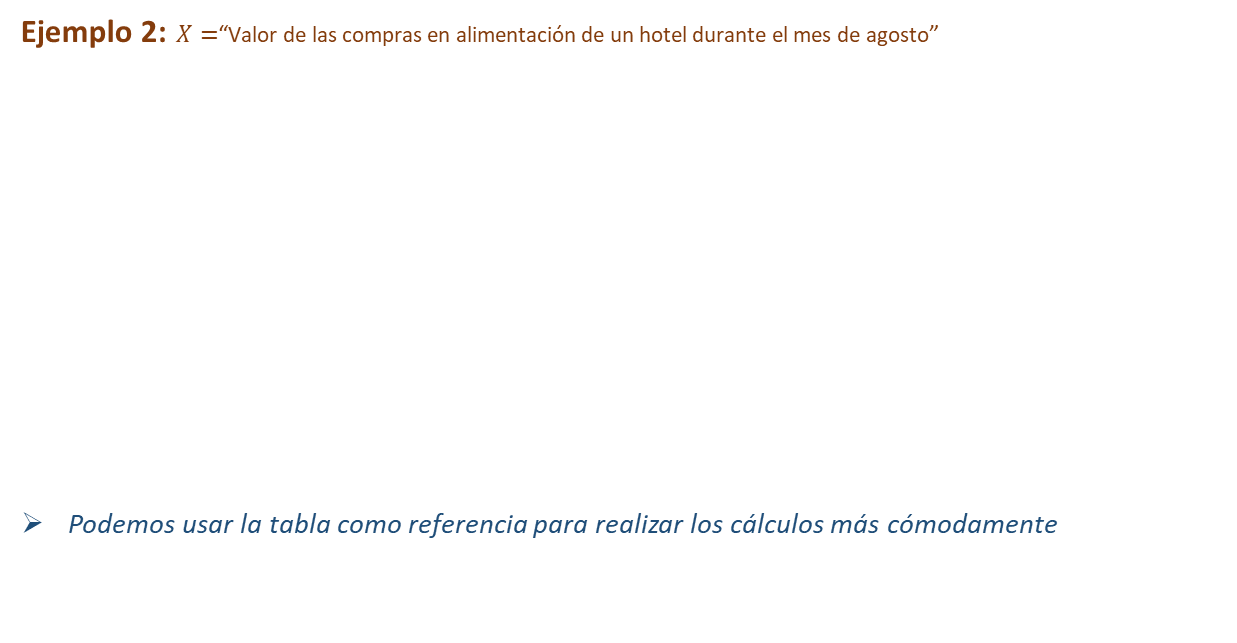 Ejemplo 2: X =“Valor de las compras en alimentación de un hotel durante el mes de agosto”
➢ Podemos usar la tabla como referencia para realizar los cálculos más cómodamente